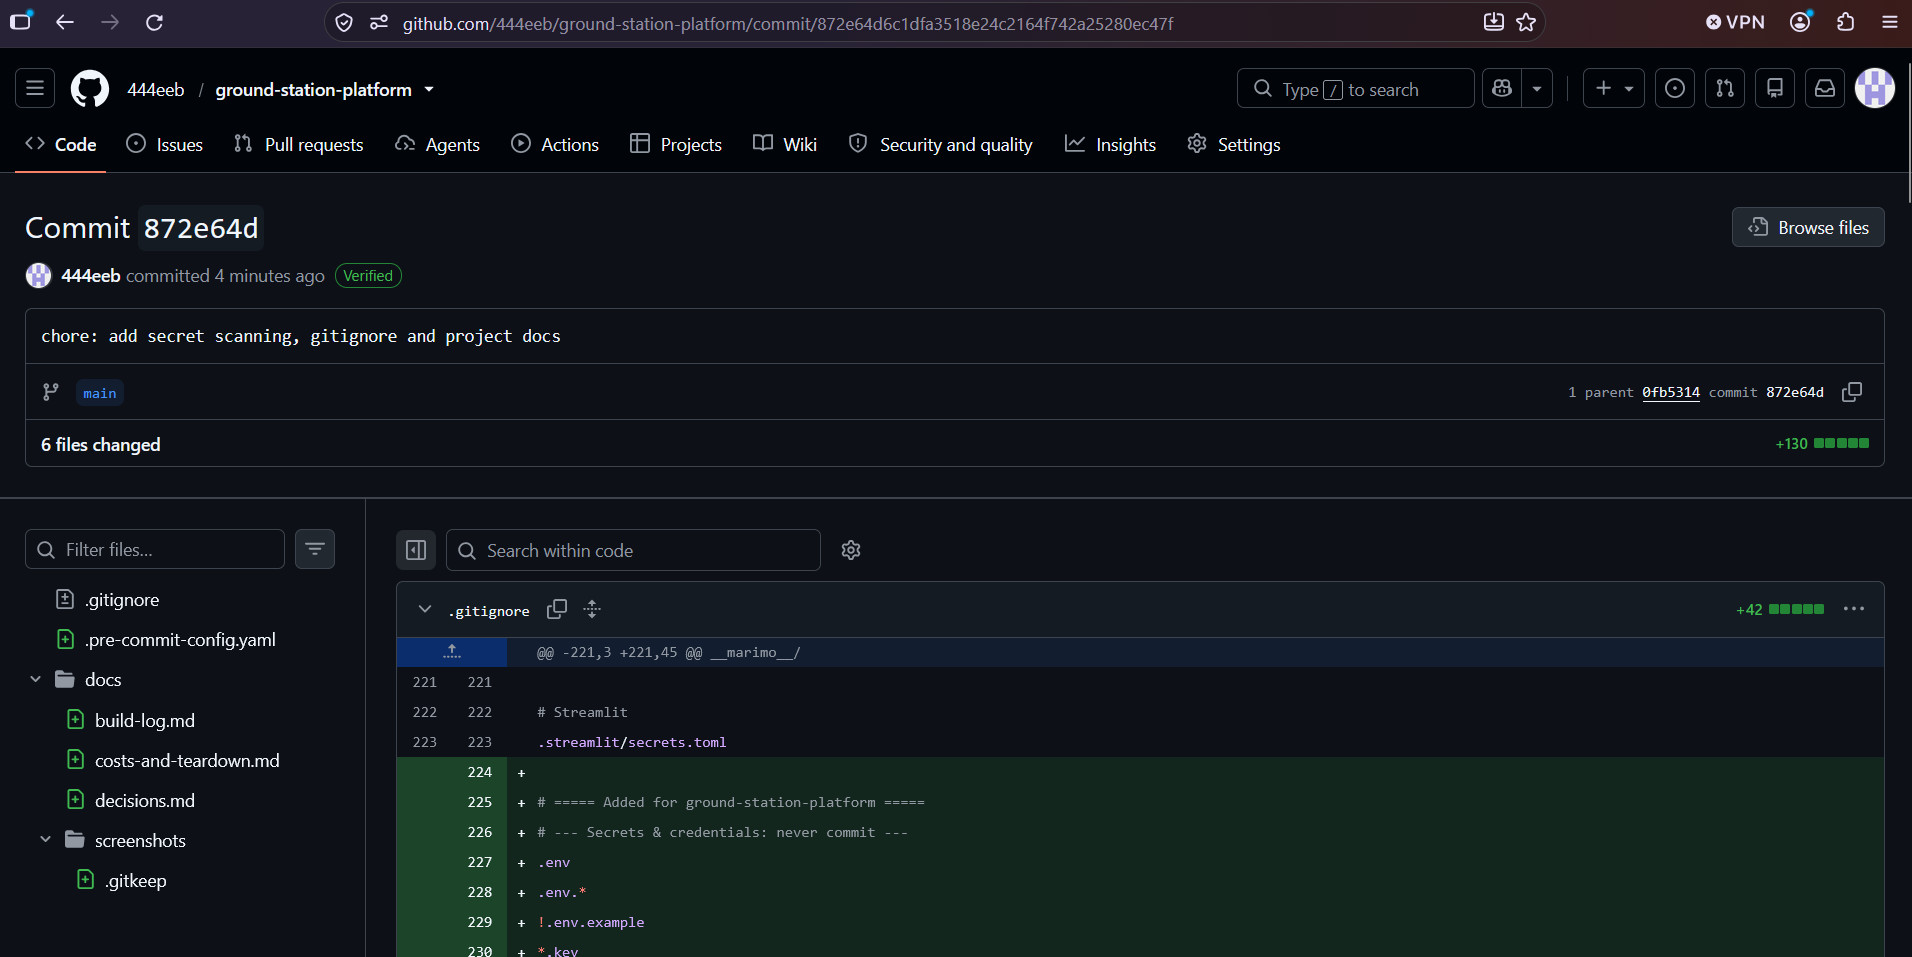 github.com/444eeb/ground-station-platform/commit/872e64d6c1dfa3518e24c2164f742a25280ec47f
VPN
444eeb / ground-station-platform
Type / to search
Code
Issues
Pull requests
Agents
Actions
Projects
Wiki
Security and quality
Insights
Settings
Commit 872e64d
Browse files
444eeb committed 4 minutes ago Verified
chore: add secret scanning, gitignore and project docs
main
1 parent 0fb5314 commit 872e64d
6 files changed
+130
Filter files...
.gitignore
.pre-commit-config.yaml
docs
build-log.md
costs-and-teardown.md
decisions.md
screenshots
.gitkeep
Search within code
.gitignore
+42
@@ -221,3 +221,45 @@ __marimo__/
221 221
222 222 # Streamlit
223 223 .streamlit/secrets.toml
224 +
225 + # ===== Added for ground-station-platform =====
226 + # --- Secrets & credentials: never commit ---
227 + .env
228 + .env.*
229 + !.env.example
230 + *.key